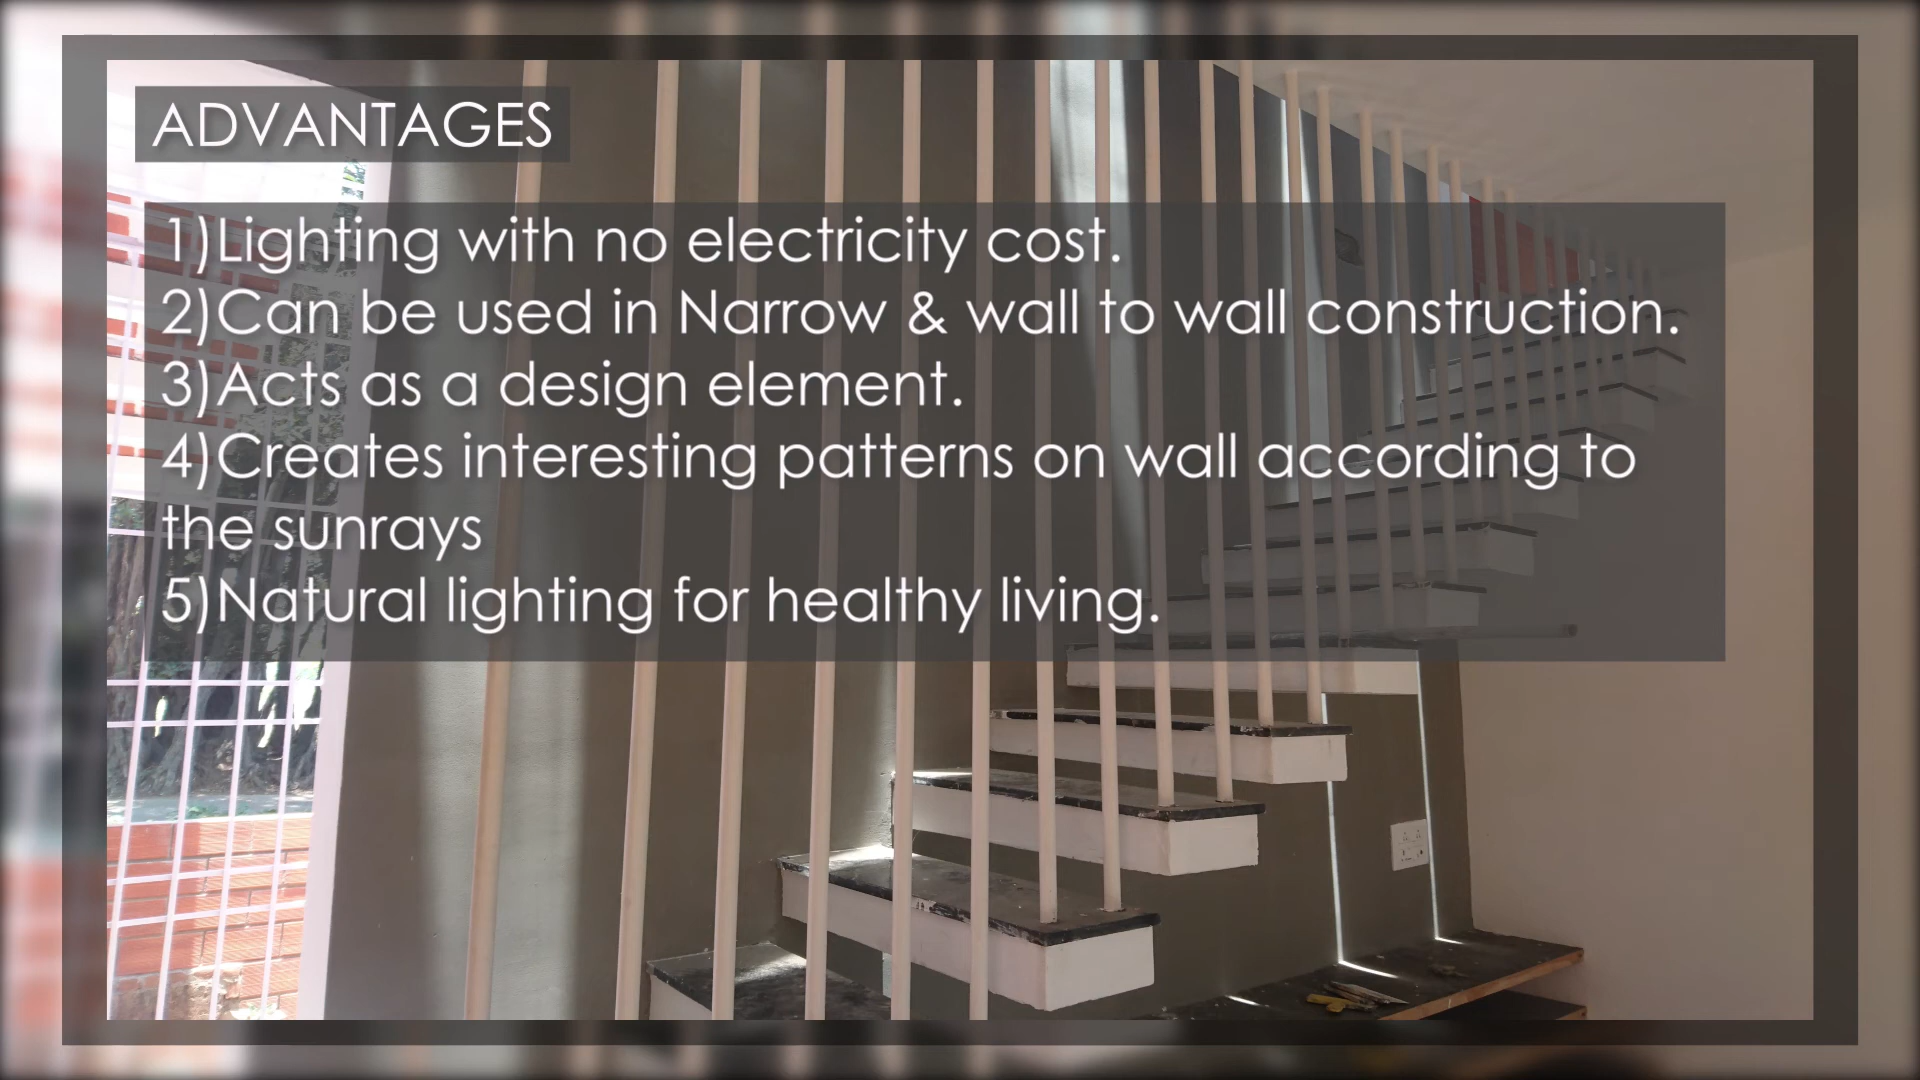 ADVANTAGES
1)Lighting with no electricity cost.
2)Can be used in Narrow & wall to wall construction.
3)Acts as a design element.
4)Creates interesting patterns on wall according to
the sunrays
5)Natural lighting for healthy living.